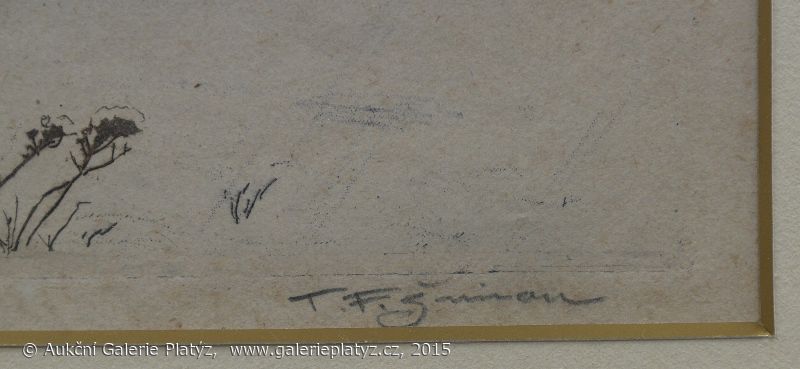 T.F. Šimon
© Aukční Galerie Platýz, www.galerieplatyz.cz, 2015